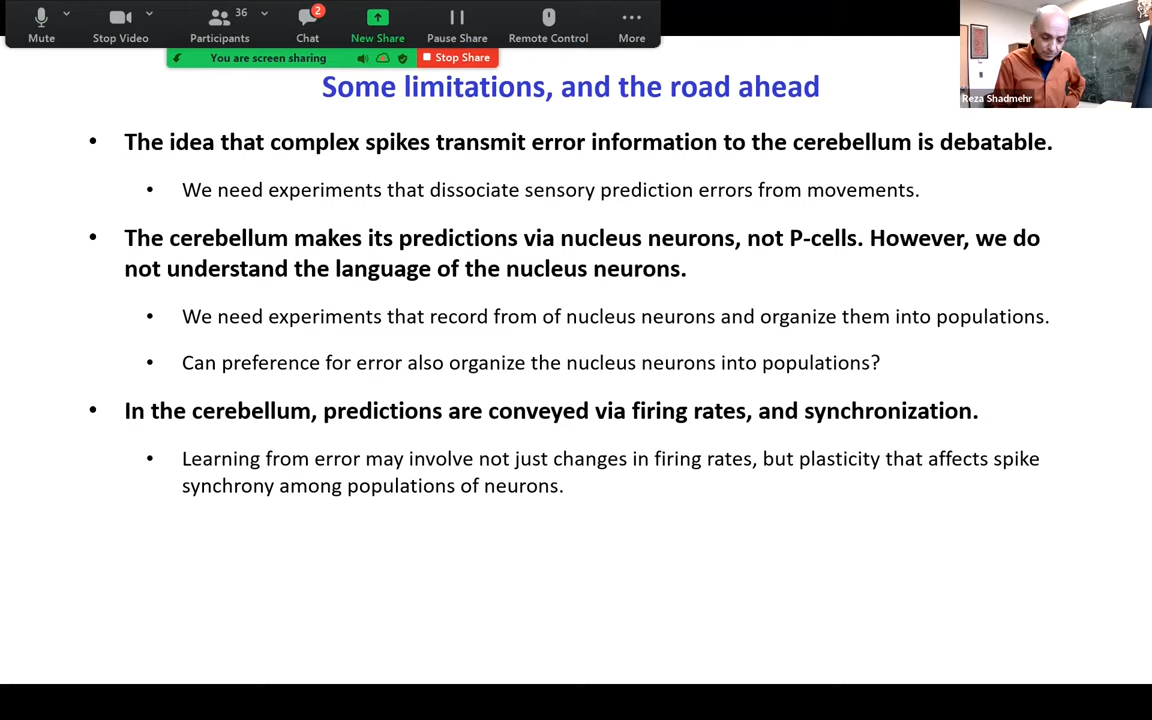 36
2
Mute
Stop Video
Participants
Chat
New Share
Pause Share
Remote Control
More
You are screen sharing
Stop Share
Reza Shadmehr
Some limitations, and the road ahead
• The idea that complex spikes transmit error information to the cerebellum is debatable.
• We need experiments that dissociate sensory prediction errors from movements.
• The cerebellum makes its predictions via nucleus neurons, not P-cells. However, we do
not understand the language of the nucleus neurons.
• We need experiments that record from of nucleus neurons and organize them into populations.
• Can preference for error also organize the nucleus neurons into populations?
• In the cerebellum, predictions are conveyed via firing rates, and synchronization.
• Learning from error may involve not just changes in firing rates, but plasticity that affects spike
synchrony among populations of neurons.